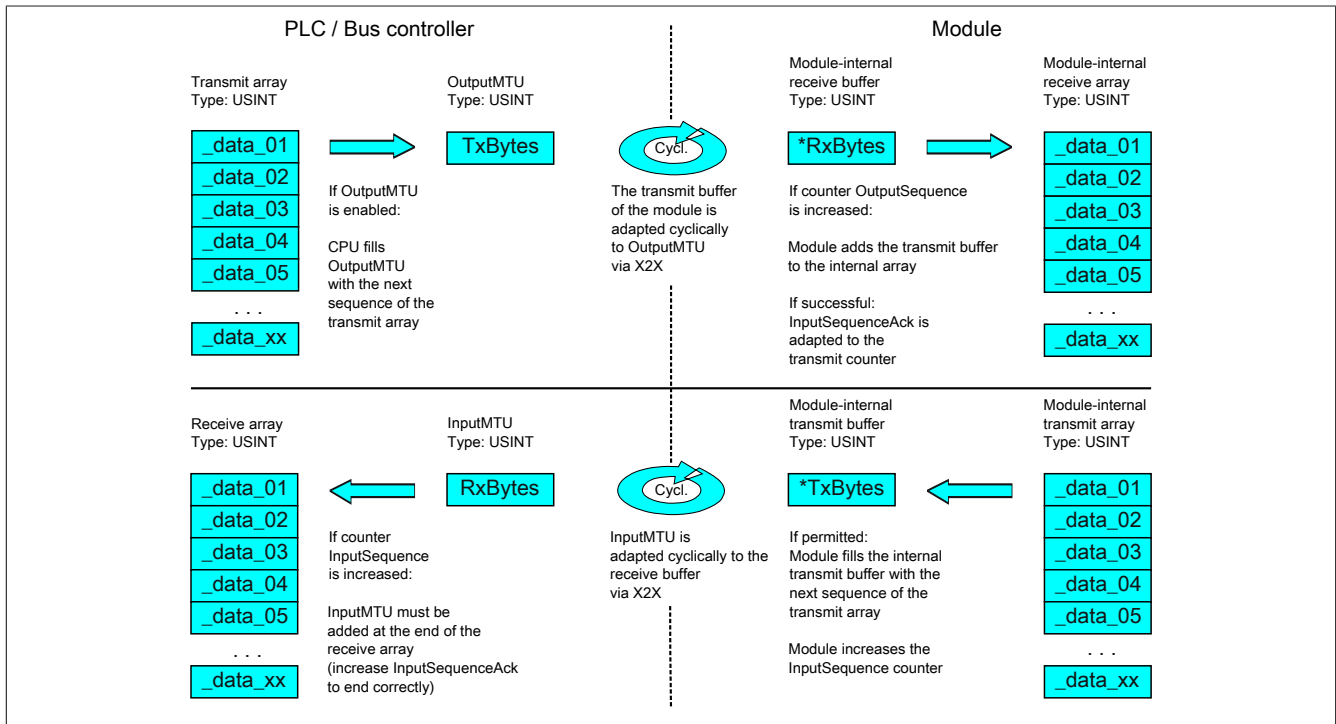 PLC / Bus controller
Module
Transmit array
Type: USINT
OutputMTU
Type: USINT
Module-internal
receive buffer
Type: USINT
Module-internal
receive array
Type: USINT
_data_01
_data_02
_data_03
_data_04
_data_05
. . .
_data_xx
If OutputMTU
is enabled:
CPU fills
OutputMTU
with the next
sequence of the
transmit array
TxBytes
Cycl.
The transmit buffer
of the module is
adapted cyclically
to OutputMTU
via X2X
*RxBytes
If counter OutputSequence
is increased:
Module adds the transmit buffer
to the internal array
If successful:
InputSequenceAck is
adapted to the
transmit counter
_data_01
_data_02
_data_03
_data_04
_data_05
. . .
_data_xx
Receive array
Type: USINT
InputMTU
Type: USINT
Module-internal
transmit buffer
Type: USINT
Module-internal
transmit array
Type: USINT
_data_01
_data_02
_data_03
_data_04
_data_05
. . .
_data_xx
If counter
InputSequence
is increased:
InputMTU must be
added at the end of the
receive array
(increase InputSequenceAck
to end correctly)
RxBytes
Cycl.
InputMTU is
adapted cyclically to the
receive buffer
via X2X
*TxBytes
If permitted:
Module fills the internal
transmit buffer with the
next sequence of the
transmit array
Module increases the
InputSequence counter
_data_01
_data_02
_data_03
_data_04
_data_05
. . .
_data_xx